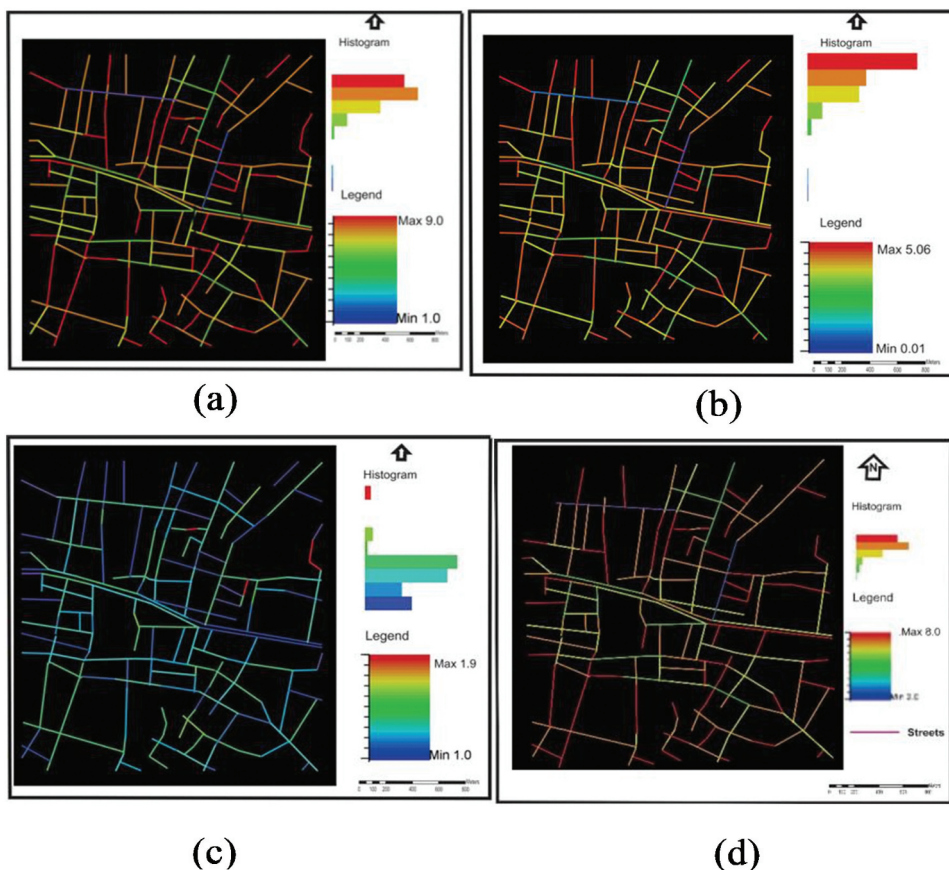 Histogram
Legend
Max 9.0
Min 1.0
(a)
Histogram
Legend
Max 5.06
Min 0.01
(b)
Histogram
Legend
Max 1.9
Min 1.0
(c)
N
Histogram
Legend
Max 8.0
Streets
(d)